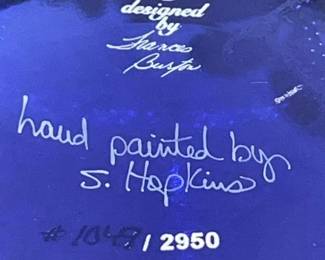 designed
by
Frances
Burton
hand painted by
S. Hopkins
# 1049 / 2950